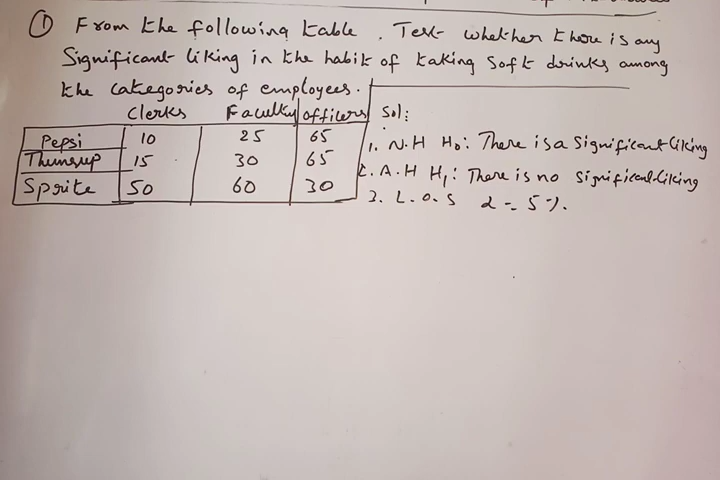 ① From the following table. Test whether there is any
Significant liking in the habit of taking Soft drinks among
the categories of employees.
Clerks Faculty officers
Pepsi 10 25 65
Thumsup 15 30 65
Sprite 50 60 30
Sol:
1. N.H H₀: There is a significant liking
2. A.H H₁: There is no significant liking
3. L.O.S α = 5%.